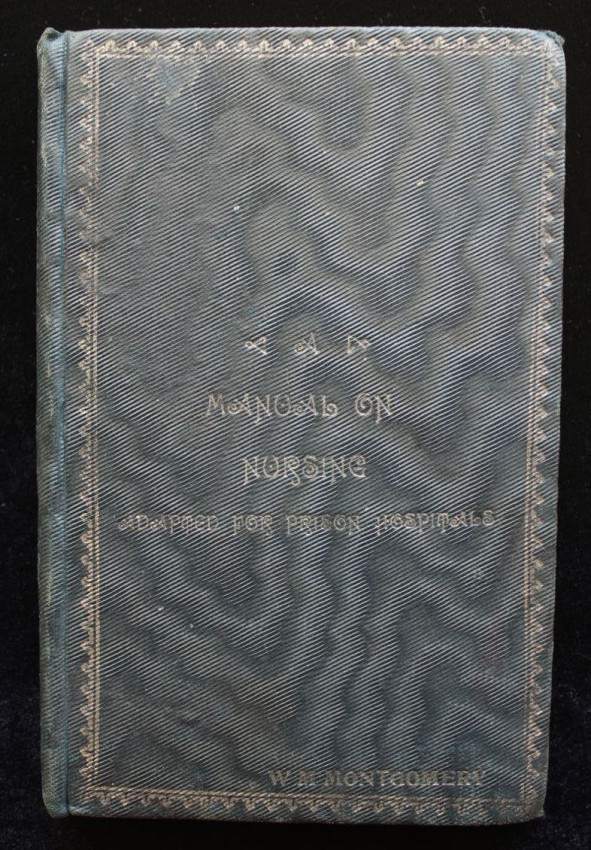 A
MANUAL ON
NURSING
ADAPTED FOR PRISON HOSPITALS
W M MONTGOMERY